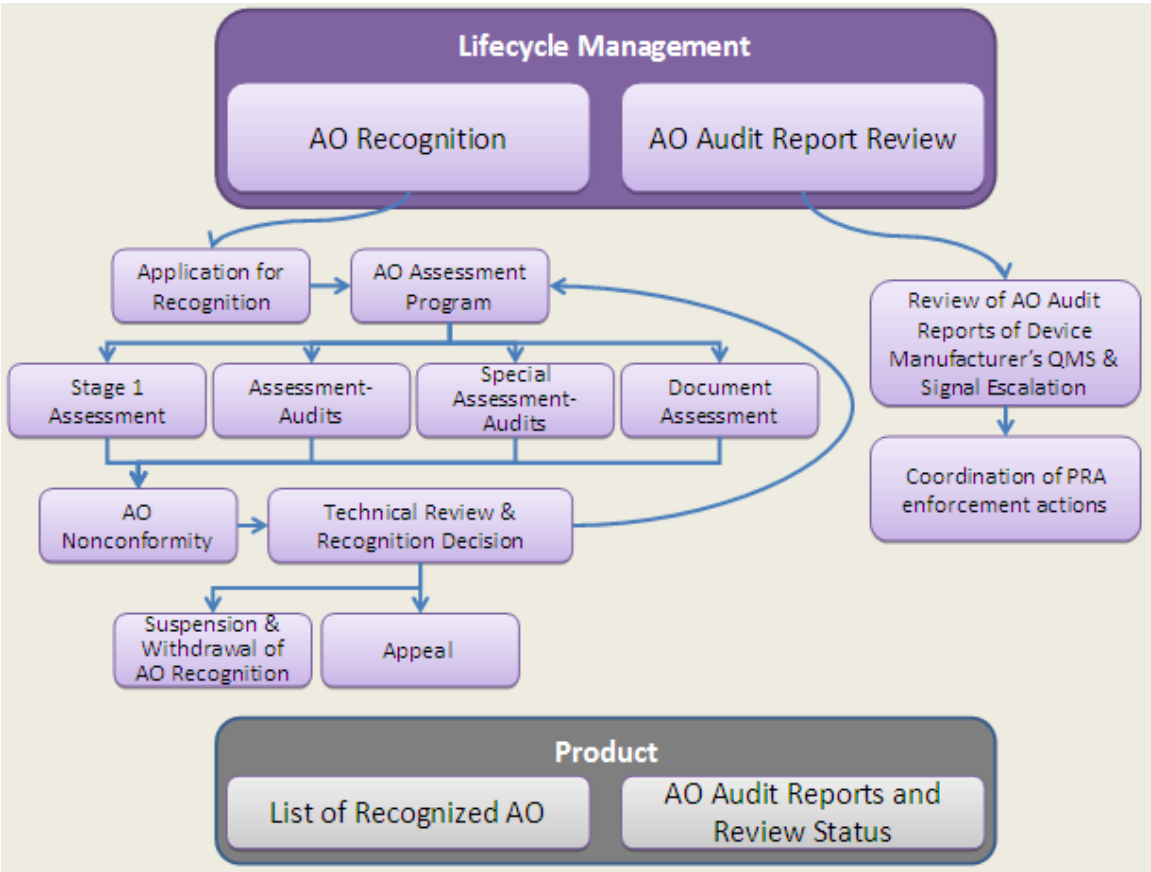 Lifecycle Management
AO Recognition
AO Audit Report Review
Application for
Recognition
AO Assessment
Program
Review of AO Audit
Reports of Device
Manufacturer’s QMS &
Signal Escalation
Stage 1
Assessment
Assessment-
Audits
Special
Assessment-
Audits
Document
Assessment
Coordination of PRA
enforcement actions
AO
Nonconformity
Technical Review &
Recognition Decision
Suspension &
Withdrawal of
AO Recognition
Appeal
Product
List of Recognized AO
AO Audit Reports and
Review Status